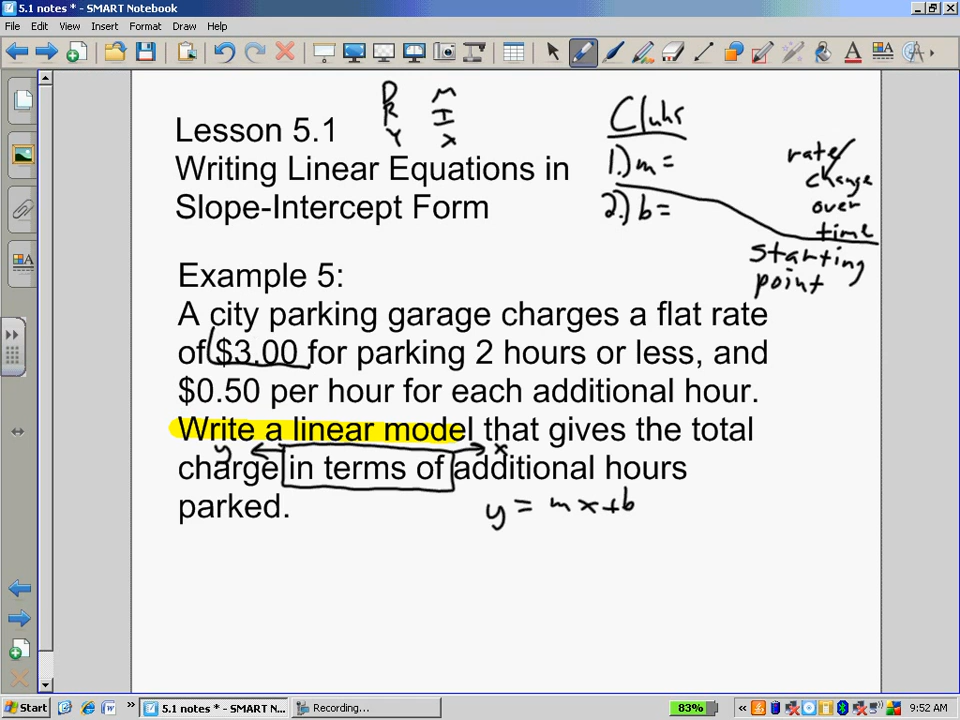 5.1 notes * - SMART Notebook
File Edit View Insert Format Draw Help
D M
R I
Y X
Lesson 5.1
Writing Linear Equations in
Slope-Intercept Form
Clubs
1.) m =
2.) b =
rate/
change
over
time
starting
point
Example 5:
A city parking garage charges a flat rate
of $3.00 for parking 2 hours or less, and
$0.50 per hour for each additional hour.
Write a linear model that gives the total
y x
charge in terms of additional hours
parked.
y = mx+b
Start
5.1 notes * - SMART N...
Recording...
83%
9:52 AM